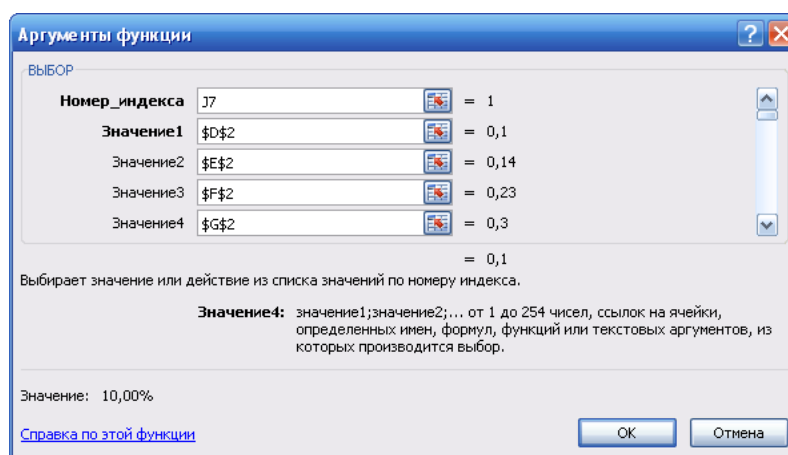 Аргументы функции
ВЫБОР
Номер_индекса J7 = 1
Значение1 $D$2 = 0,1
Значение2 $E$2 = 0,14
Значение3 $F$2 = 0,23
Значение4 $G$2 = 0,3
= 0,1
Выбирает значение или действие из списка значений по номеру индекса.
Значение4: значение1;значение2;... от 1 до 254 чисел, ссылок на ячейки,
определенных имен, формул, функций или текстовых аргументов, из
которых производится выбор.
Значение: 10,00%
Справка по этой функции OK Отмена